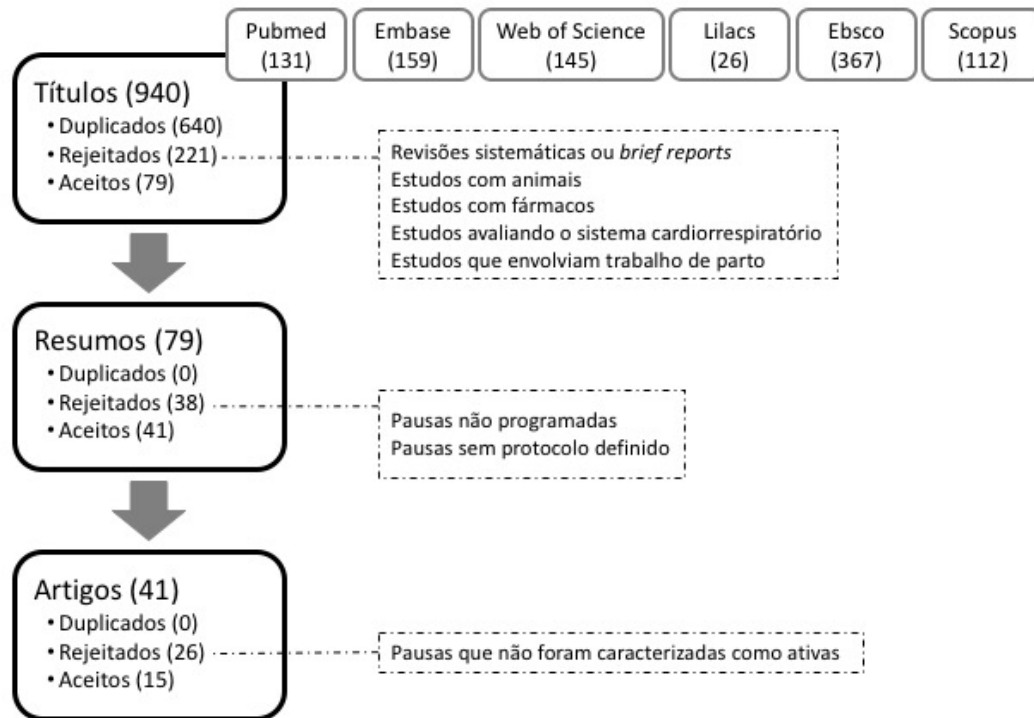 Pubmed
(131)
Embase
(159)
Web of Science
(145)
Lilacs
(26)
Ebsco
(367)
Scopus
(112)
Títulos (940)
• Duplicados (640)
• Rejeitados (221)
• Aceitos (79)
Revisões sistemáticas ou brief reports
Estudos com animais
Estudos com fármacos
Estudos avaliando o sistema cardiorrespiratório
Estudos que envolviam trabalho de parto
Resumos (79)
• Duplicados (0)
• Rejeitados (38)
• Aceitos (41)
Pausas não programadas
Pausas sem protocolo definido
Artigos (41)
• Duplicados (0)
• Rejeitados (26)
• Aceitos (15)
Pausas que não foram caracterizadas como ativas